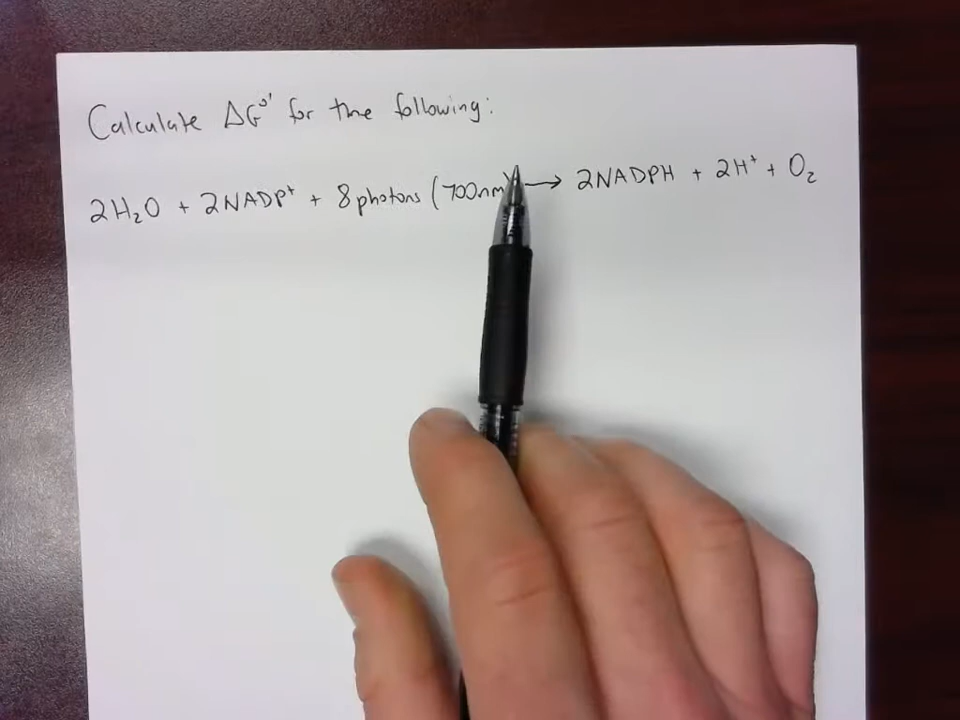 Calculate ΔG°' for the following:
2H₂O + 2NADP⁺ + 8 photons (700nm) → 2NADPH + 2H⁺ + O₂